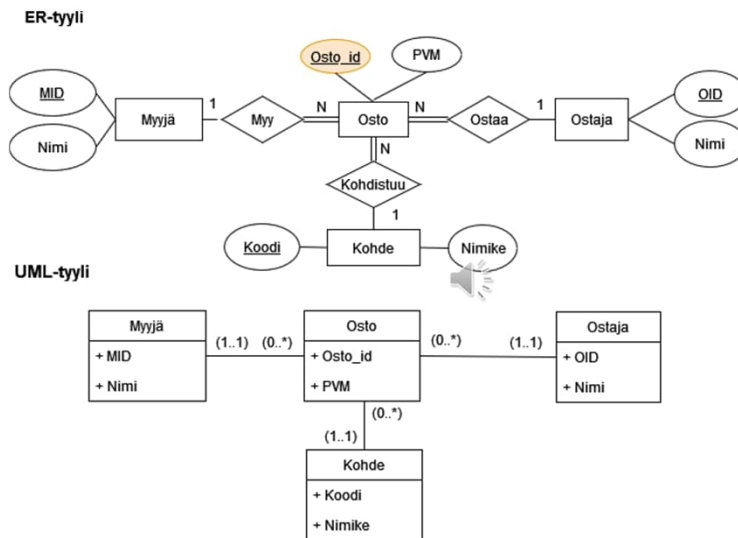 ER-tyyli
Osto_id
PVM
MID
OID
1
N
N
1
Myyjä
Myy
Osto
Ostaa
Ostaja
Nimi
Nimi
N
Kohdistuu
1
Koodi
Kohde
Nimike
UML-tyyli
Myyjä
Osto
Ostaja
(1..1)
(0..*)
(0..*)
(1..1)
+ MID
+ Osto_id
+ OID
+ Nimi
+ PVM
+ Nimi
(0..*)
(1..1)
Kohde
+ Koodi
+ Nimike